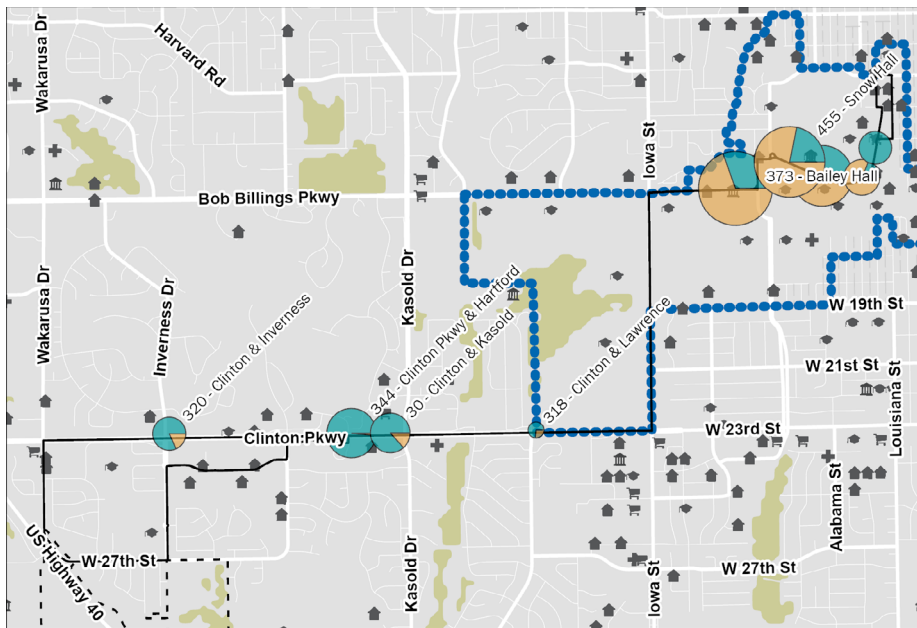 Wakarusa Dr
Harvard Rd
Iowa St
455 - Snow Hall
373 - Bailey Hall
Bob Billings Pkwy
Kasold Dr
Wakarusa Dr
Inverness Dr
320 - Clinton & Inverness
344 - Clinton Pkwy & Hartford
30 - Clinton & Kasold
318 - Clinton & Lawrence
W 19th St
W 21st St
Louisiana St
Clinton Pkwy
W 23rd St
Alabama St
US Highway 40
W 27th St
Kasold Dr
Iowa St
W 27th St